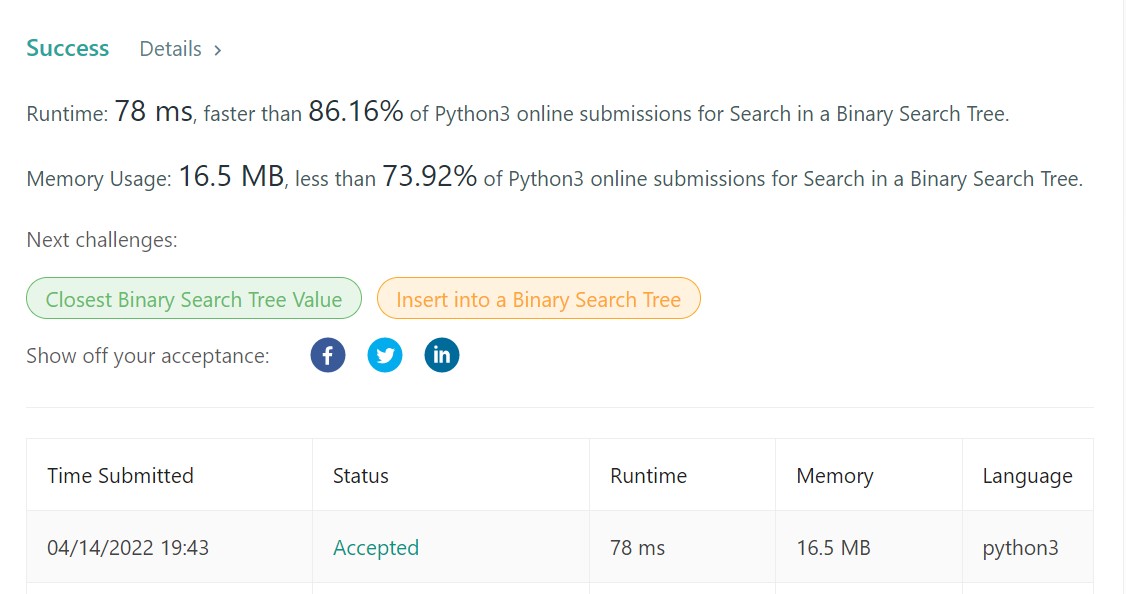 Success Details >
Runtime: 78 ms, faster than 86.16% of Python3 online submissions for Search in a Binary Search Tree.
Memory Usage: 16.5 MB, less than 73.92% of Python3 online submissions for Search in a Binary Search Tree.
Next challenges:
Closest Binary Search Tree Value Insert into a Binary Search Tree
Show off your acceptance: f in
Time Submitted Status Runtime Memory Language
04/14/2022 19:43 Accepted 78 ms 16.5 MB python3